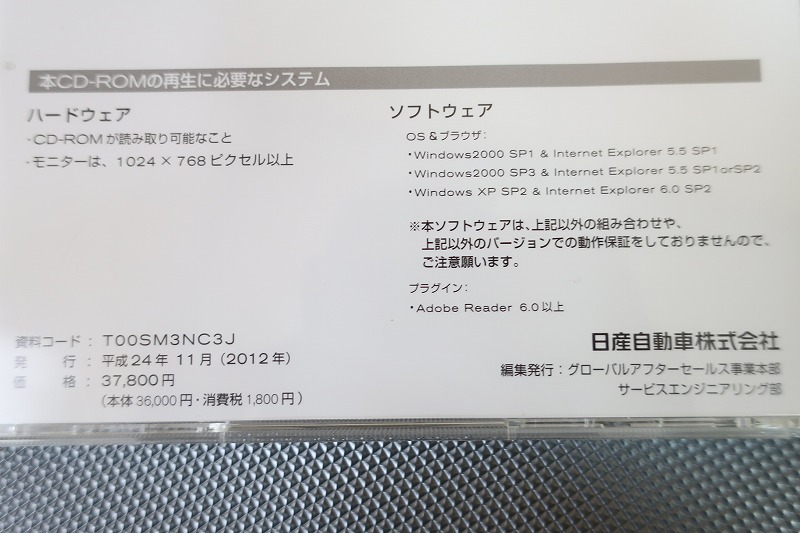 本CD-ROMの再生に必要なシステム
ハードウェア
・CD-ROMが読み取り可能なこと
・モニターは、1024×768ピクセル以上
ソフトウェア
OS&ブラウザ:
・Windows2000 SP1 & Internet Explorer 5.5 SP1
・Windows2000 SP3 & Internet Explorer 5.5 SP1orSP2
・Windows XP SP2 & Internet Explorer 6.0 SP2
※本ソフトウェアは、上記以外の組み合わせや、
上記以外のバージョンでの動作保証をしておりませんので、
ご注意願います。
プラグイン:
・Adobe Reader 6.0以上
資料コード : T00SM3NC3J
発 行 : 平成24年11月(2012年)
価 格 : 37,800円
(本体36,000円・消費税1,800円)
日産自動車株式会社
編集発行 : グローバルアフターセールス事業本部
サービスエンジニアリング部